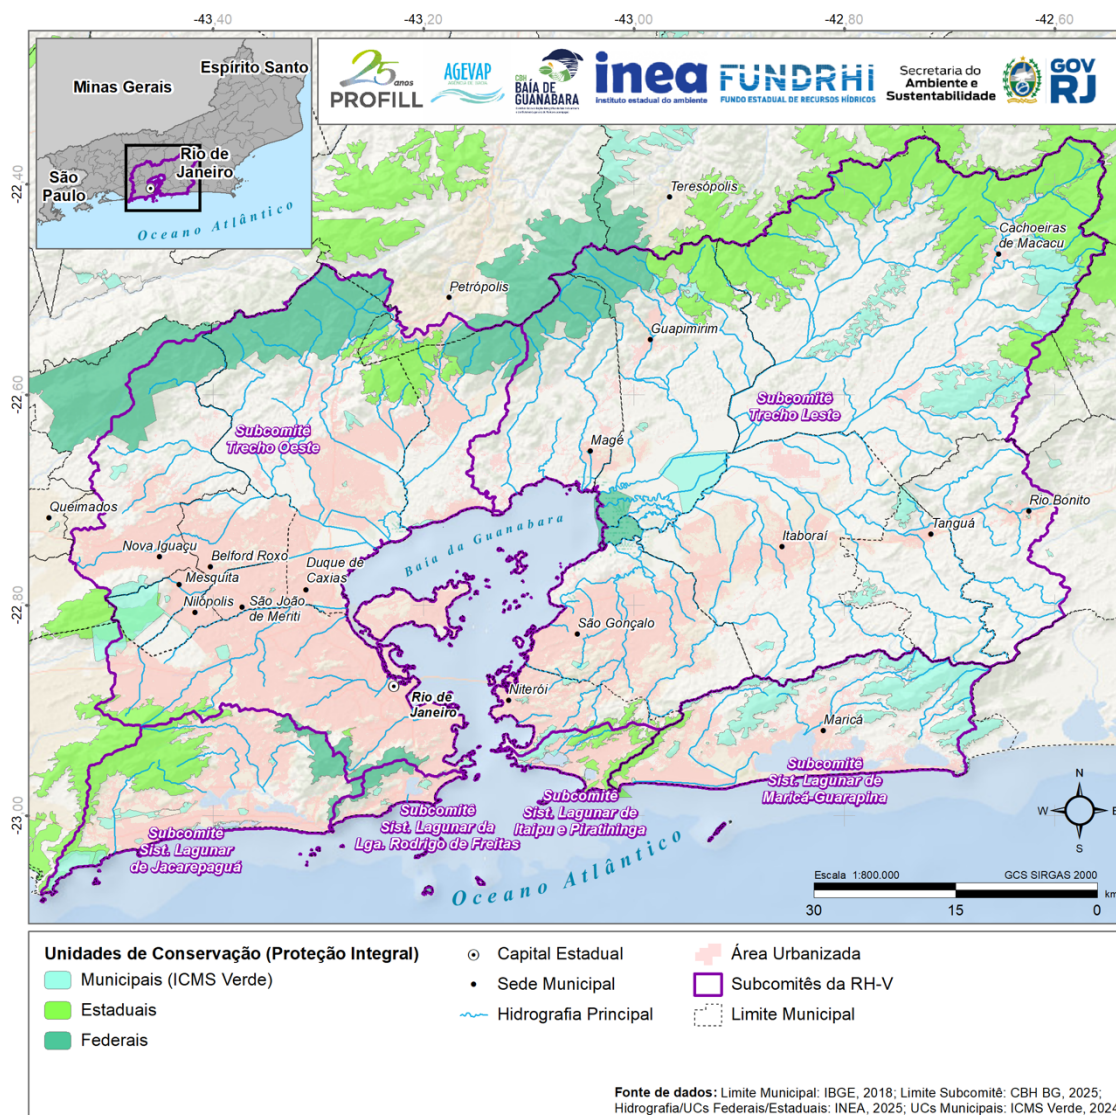 -43,40
-43,20
-43,00
-42,80
-42,60
22,40
22,60
22,80
23,00
Minas Gerais
Espírito Santo
São
Paulo
Rio de
Janeiro
Oceano Atlântico
25
anos
PROFILL
AGEVAP
CBH
BAÍA DE
GUANABARA
inea
instituto estadual do ambiente
FUNDRHI
FUNDO ESTADUAL DE RECURSOS HÍDRICOS
Secretaria do
Ambiente e
Sustentabilidade
GOV
RJ
Teresópolis
Cachoeiras
de Macacu
Petrópolis
Guapimirim
Subcomitê
Trecho Oeste
Subcomitê
Trecho Leste
Magé
Queimados
Rio Bonito
Tanguá
Itaboraí
Baía da Guanabara
Nova Iguaçu
Belford Roxo
Mesquita
Duque de
Caxias
Nilópolis
São João
de Meriti
São Gonçalo
Rio de
Janeiro
Niterói
Maricá
Subcomitê
Sist. Lagunar de
Maricá-Guarapina
Subcomitê
Sist. Lagunar de
Itaipu e Piratininga
Subcomitê
Sist. Lagunar da
Lga. Rodrigo de Freitas
Subcomitê
Sist. Lagunar
de Jacarepaguá
Oceano Atlântico
N
W
E
S
Escala 1:800.000
GCS SIRGAS 2000
30
15
0
km
Unidades de Conservação (Proteção Integral)
Municipais (ICMS Verde)
Estaduais
Federais
Capital Estadual
Sede Municipal
Hidrografia Principal
Área Urbanizada
Subcomitês da RH-V
Limite Municipal
Fonte de dados: Limite Municipal: IBGE, 2018; Limite Subcomitê: CBH BG, 2025;
Hidrografia/UCs Federais/Estaduais: INEA, 2025; UCs Municipais: ICMS Verde, 2024